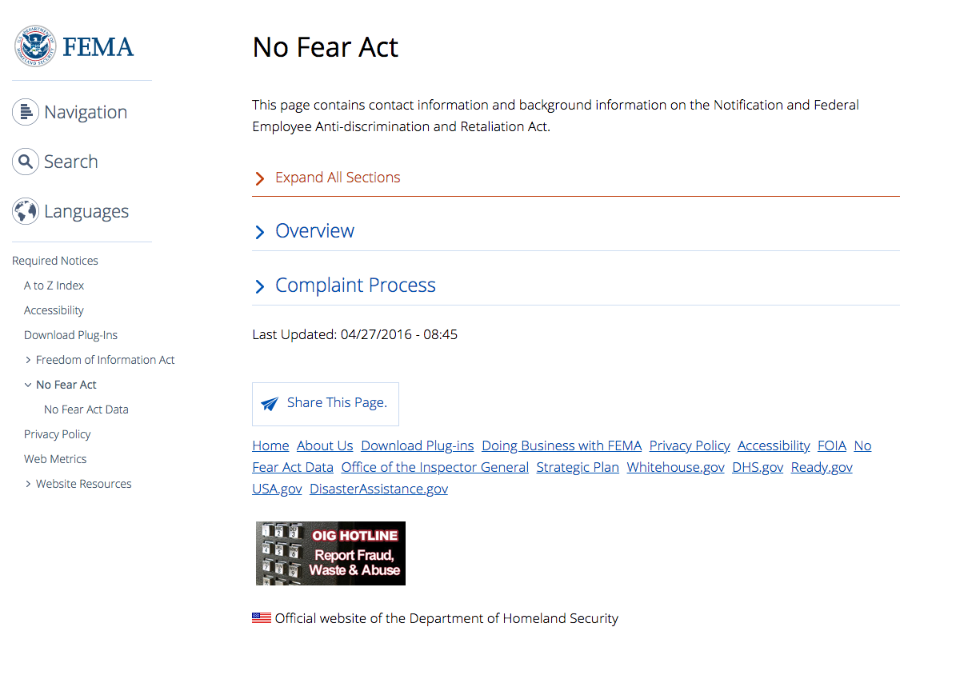 FEMA
Navigation
Search
Languages
Required Notices
A to Z Index
Accessibility
Download Plug-Ins
Freedom of Information Act
No Fear Act
No Fear Act Data
Privacy Policy
Web Metrics
Website Resources
No Fear Act
This page contains contact information and background information on the Notification and Federal
Employee Anti-discrimination and Retaliation Act.
Expand All Sections
Overview
Complaint Process
Last Updated: 04/27/2016 - 08:45
Share This Page.
Home About Us Download Plug-ins Doing Business with FEMA Privacy Policy Accessibility FOIA No
Fear Act Data Office of the Inspector General Strategic Plan Whitehouse.gov DHS.gov Ready.gov
USA.gov DisasterAssistance.gov
OIG HOTLINE
Report Fraud,
Waste & Abuse
Official website of the Department of Homeland Security